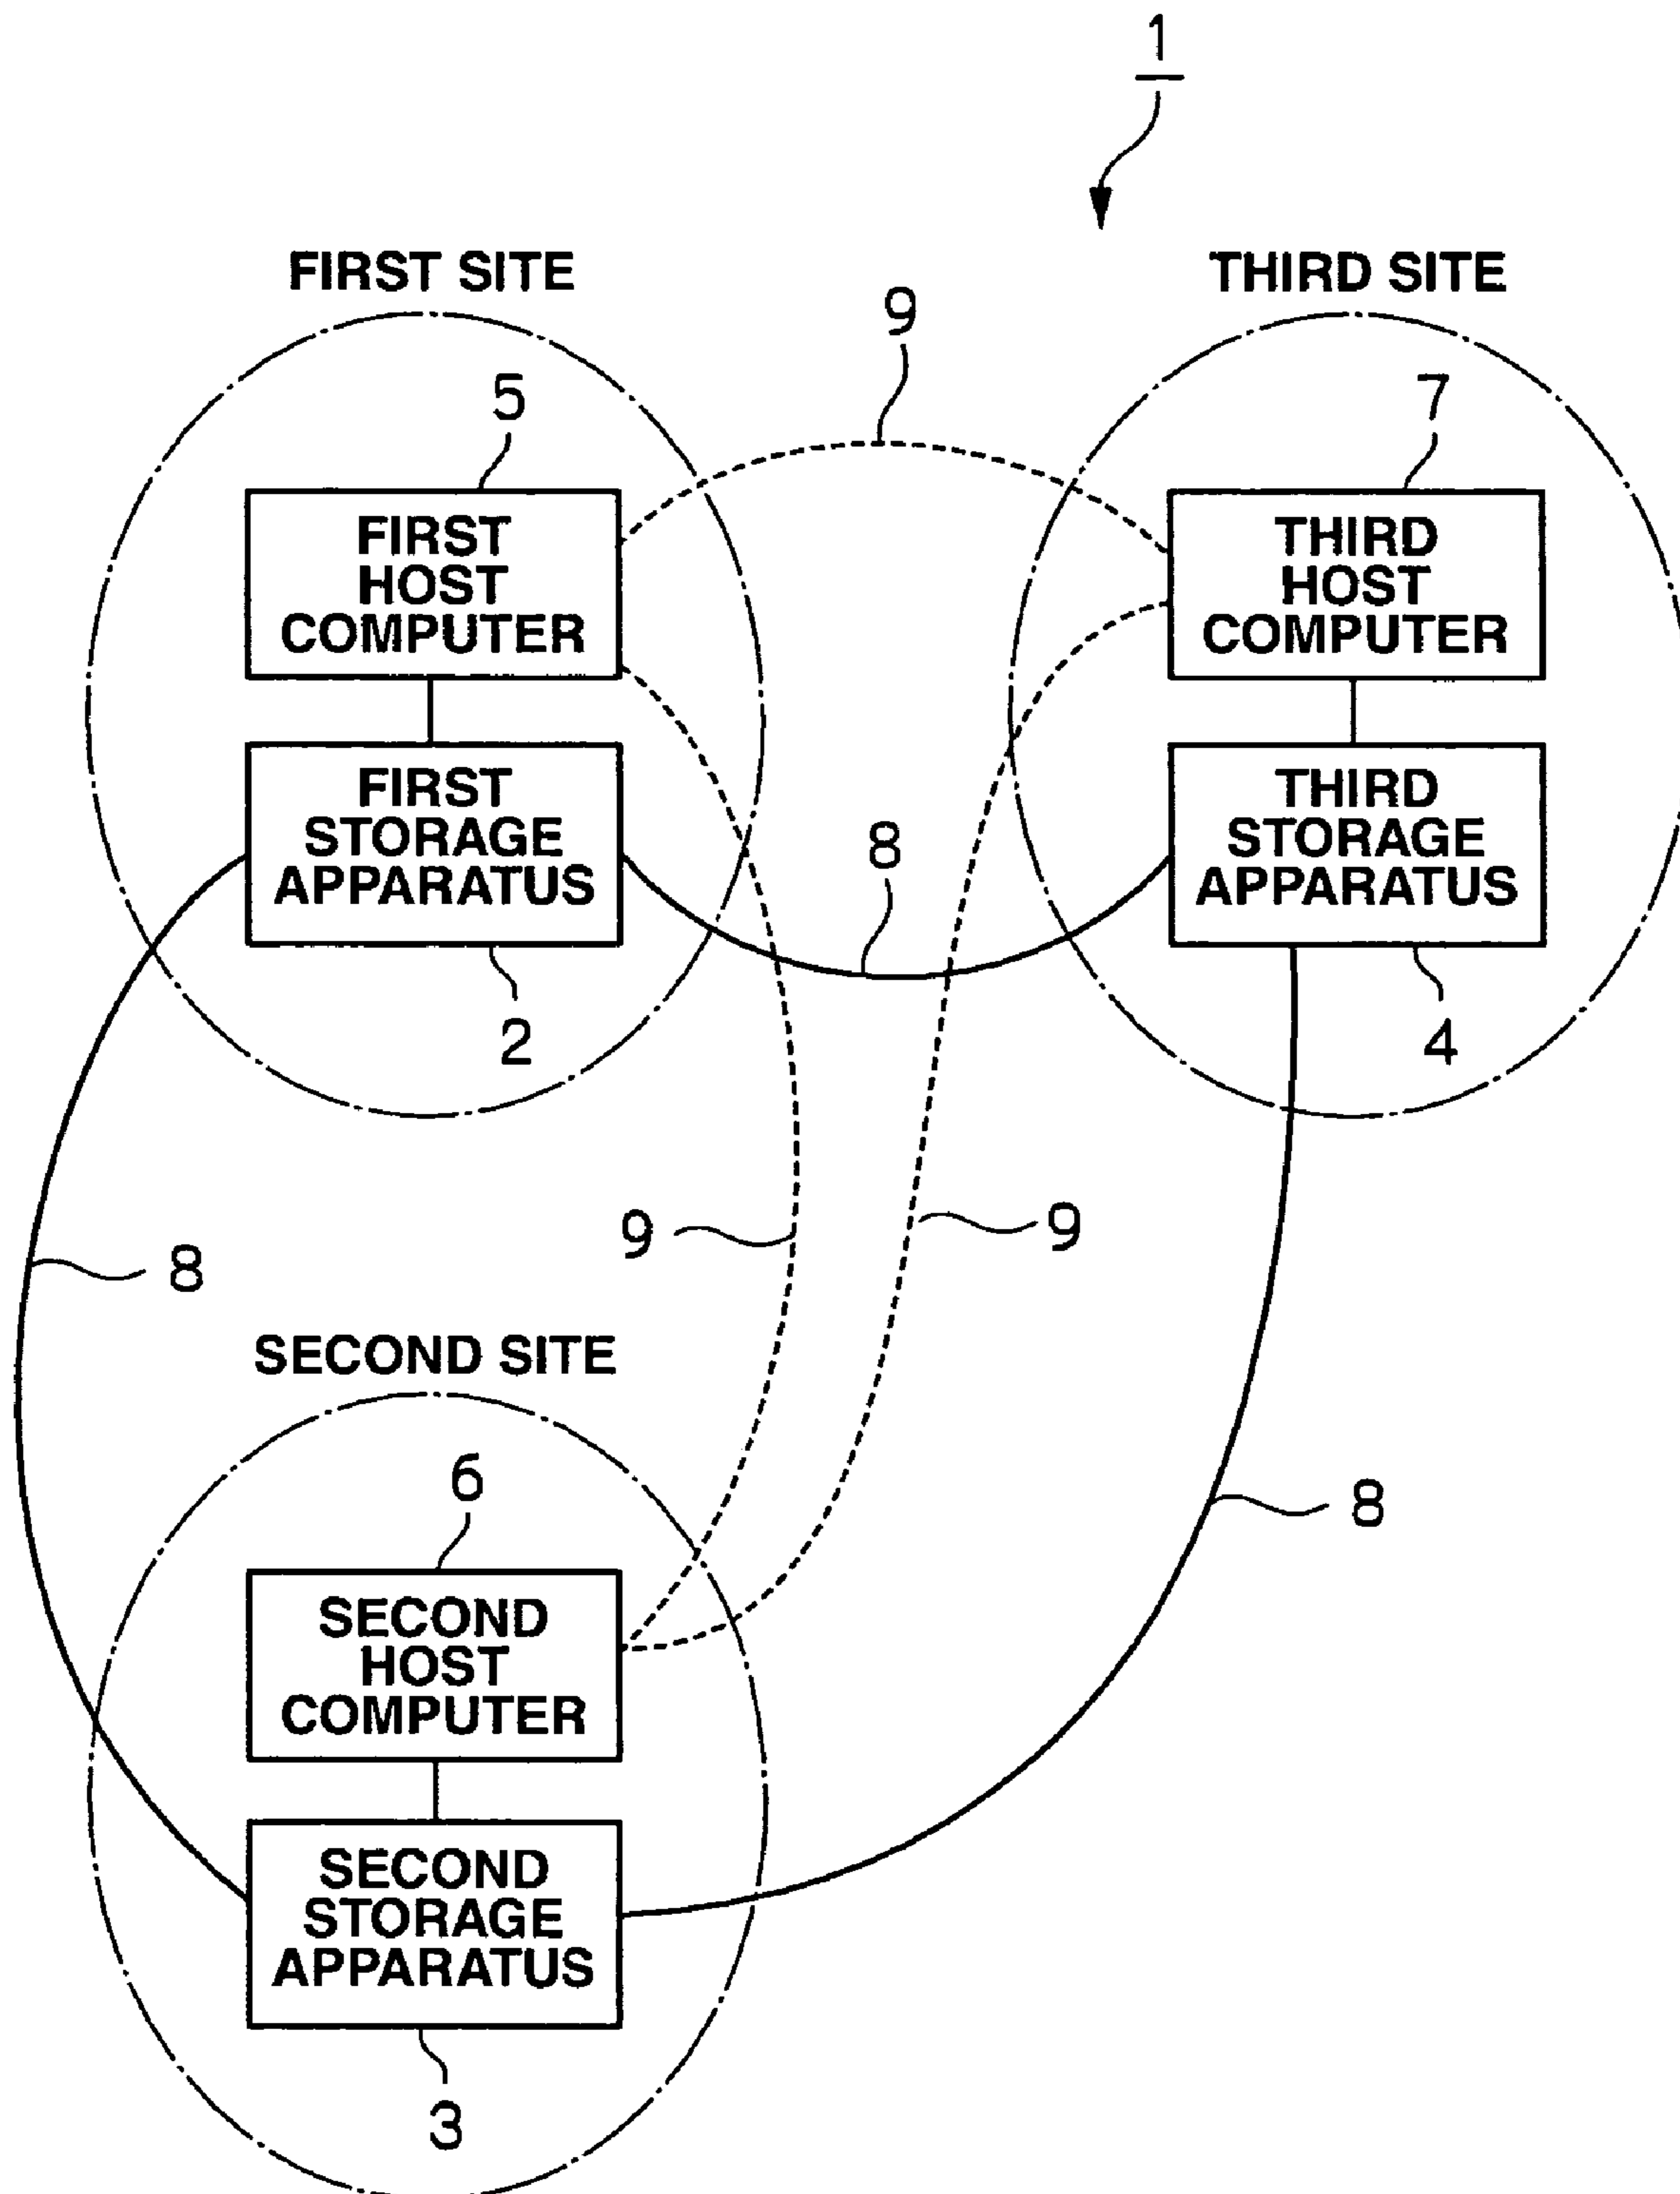 1
FIRST SITE
THIRD SITE
9
5
7
FIRST
HOST
COMPUTER
THIRD
HOST
COMPUTER
FIRST
STORAGE
APPARATUS
8
THIRD
STORAGE
APPARATUS
2
4
9
9
8
SECOND SITE
6
8
SECOND
HOST
COMPUTER
SECOND
STORAGE
APPARATUS
3